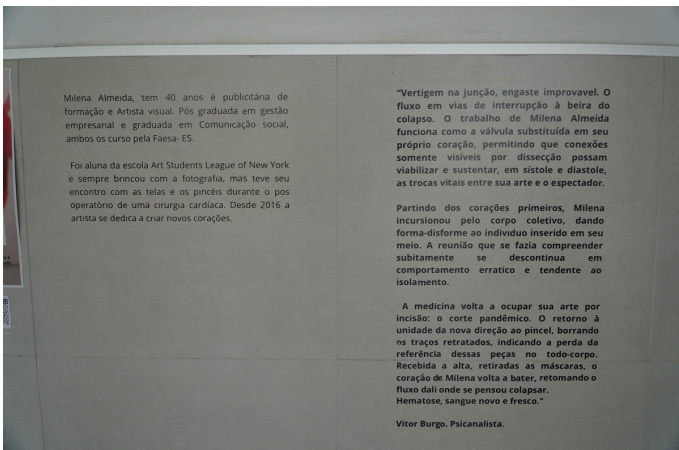 Milena Almeida, tem 40 anos é publicitária de
formação e Artista visual. Pós graduada em gestão
empresarial e graduada em Comunicação social,
ambos os curso pela Faesa- ES.
Foi aluna da escola Art Students League of New York
e sempre brincou com a fotografia, mas teve seu
encontro com as telas e os pincéis durante o pos
operatório de uma cirurgia cardíaca. Desde 2016 a
artista se dedica a criar novos corações.
"Vertigem na junção, engaste improvavel. O
fluxo em vias de interrupção à beira do
colapso. O trabalho de Milena Almeida
funciona como a válvula substituída em seu
próprio coração, permitindo que conexões
somente visíveis por dissecção possam
viabilizar e sustentar, em sístole e diastole,
as trocas vitais entre sua arte e o espectador.
Partindo dos corações primeiros, Milena
incursionou pelo corpo coletivo, dando
forma-disforme ao individuo inserido em seu
meio. A reunião que se fazia compreender
subitamente se descontinua em
comportamento erratico e tendente ao
isolamento.
A medicina volta a ocupar sua arte por
incisão: o corte pandêmico. O retorno à
unidade da nova direção ao pincel, borrando
os traços retratados, indicando a perda da
referência dessas peças no todo-corpo.
Recebida a alta, retiradas as máscaras, o
coração de Milena volta a bater, retomando o
fluxo dali onde se pensou colapsar.
Hematose, sangue novo e fresco."
Vitor Burgo, Psicanalista.